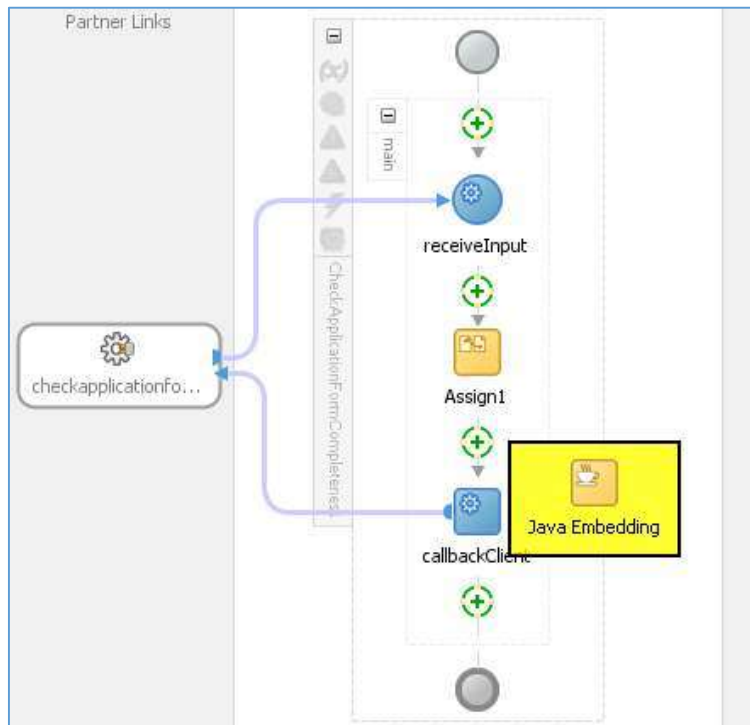 Partner Links
main
receiveInput
CheckApplicationFormCompleteness
checkapplicationfo...
Assign1
Java Embedding
callbackClient